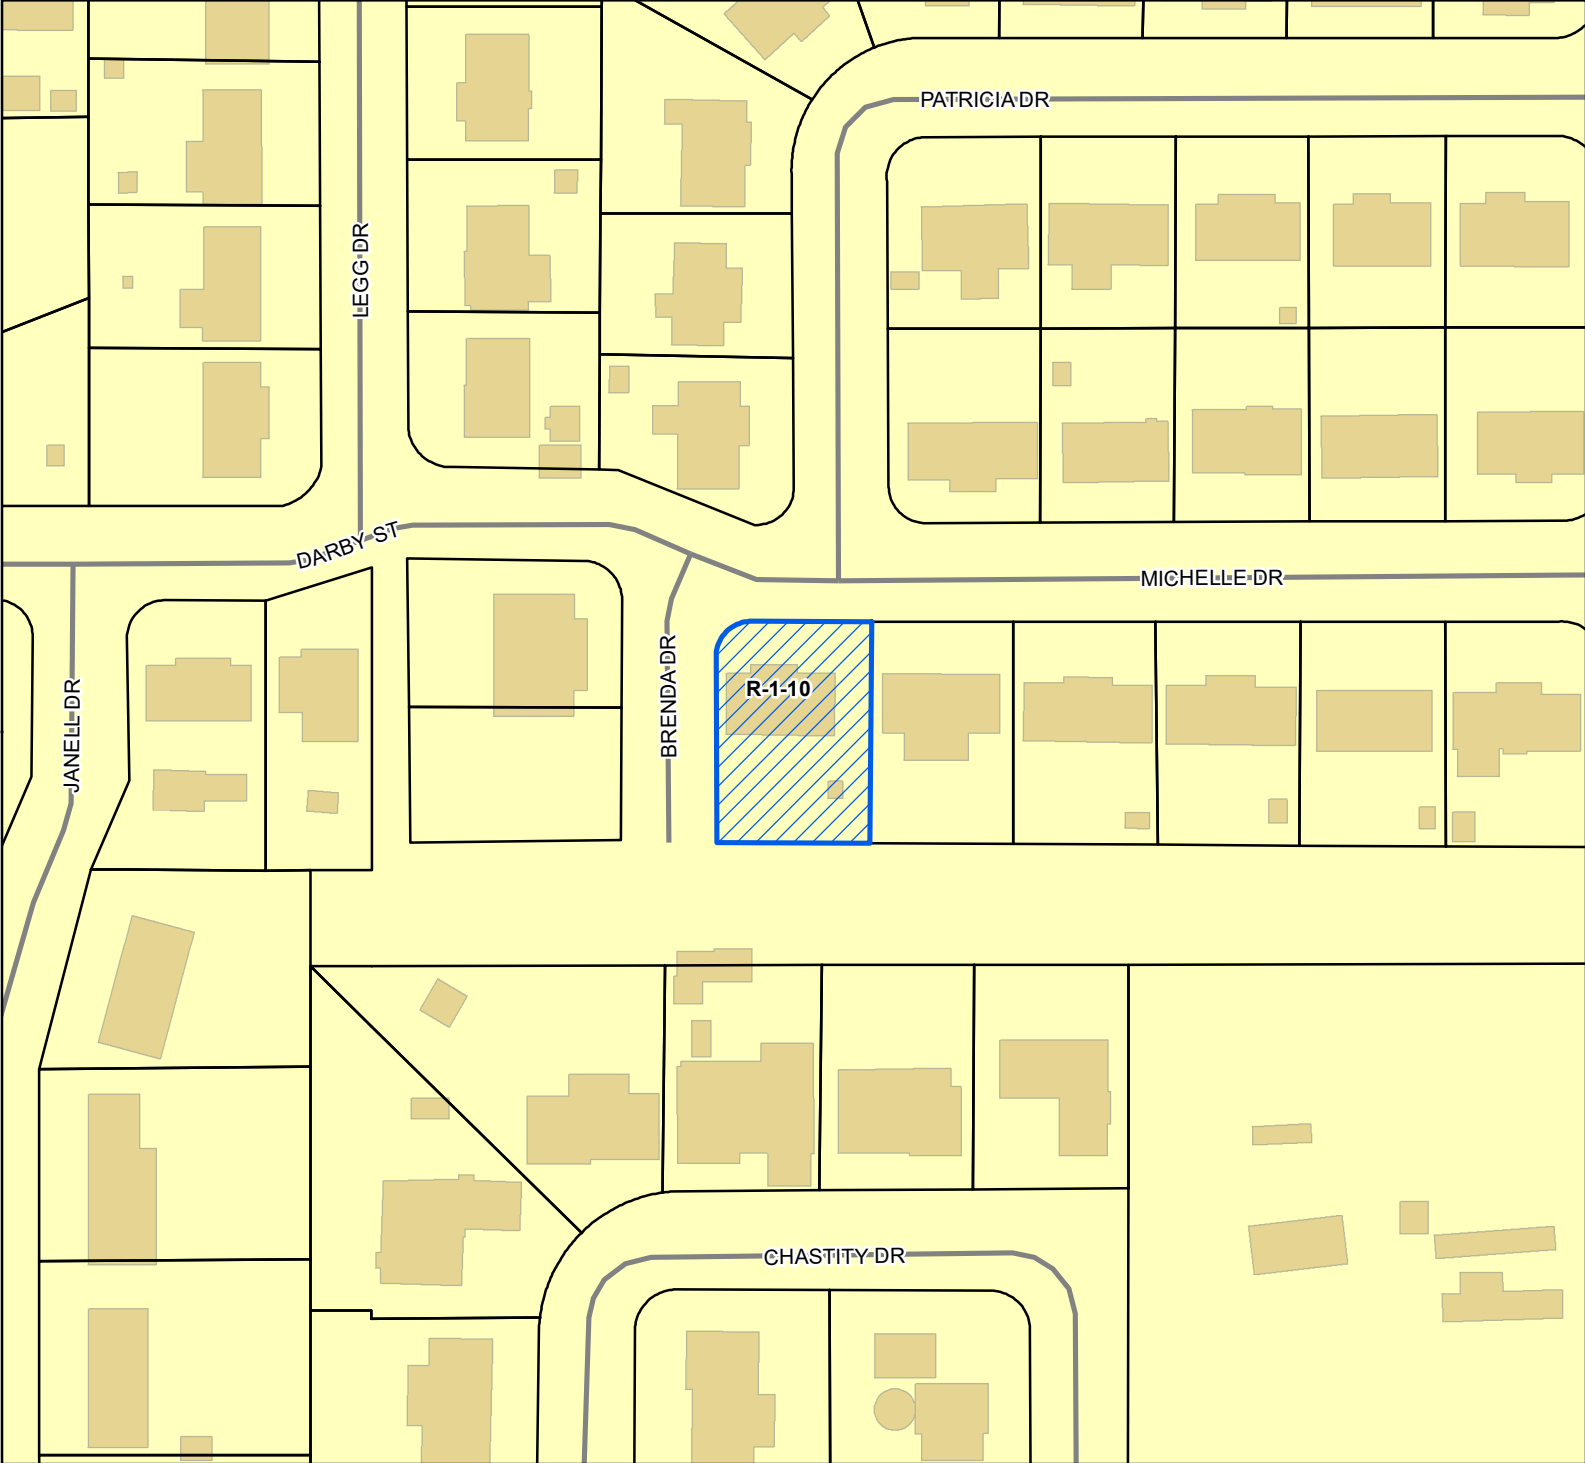 PATRICIA DR
LEGG DR
DARBY ST
MICHELLE DR
BRENDA DR
R-1-10
JANELL DR
CHASTITY DR